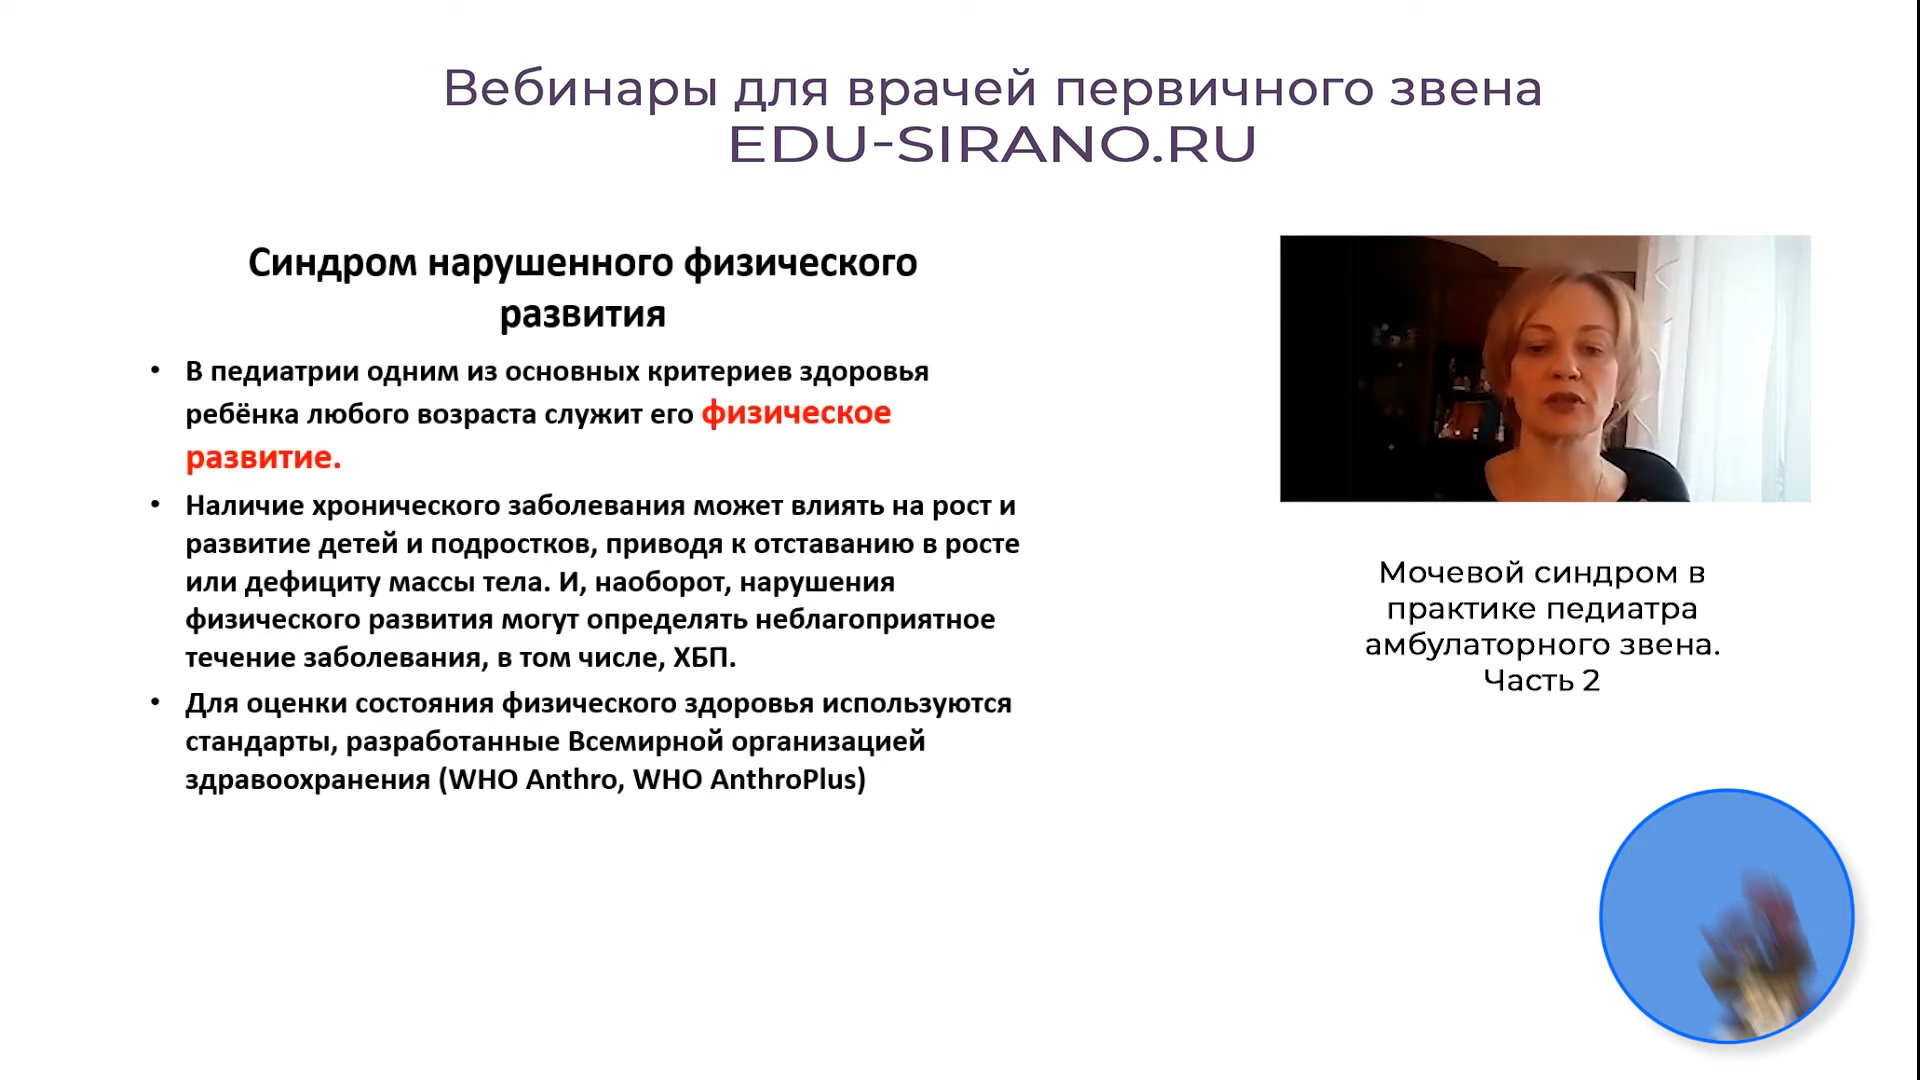 Вебинары для врачей первичного звена
EDU-SIRANO.RU
Синдром нарушенного физического
развития
• В педиатрии одним из основных критериев здоровья
ребёнка любого возраста служит его физическое
развитие.
• Наличие хронического заболевания может влиять на рост и
развитие детей и подростков, приводя к отставанию в росте
или дефициту массы тела. И, наоборот, нарушения
физического развития могут определять неблагоприятное
течение заболевания, в том числе, ХБП.
• Для оценки состояния физического здоровья используются
стандарты, разработанные Всемирной организацией
здравоохранения (WHO Anthro, WHO AnthroPlus)
Мочевой синдром в
практике педиатра
амбулаторного звена.
Часть 2